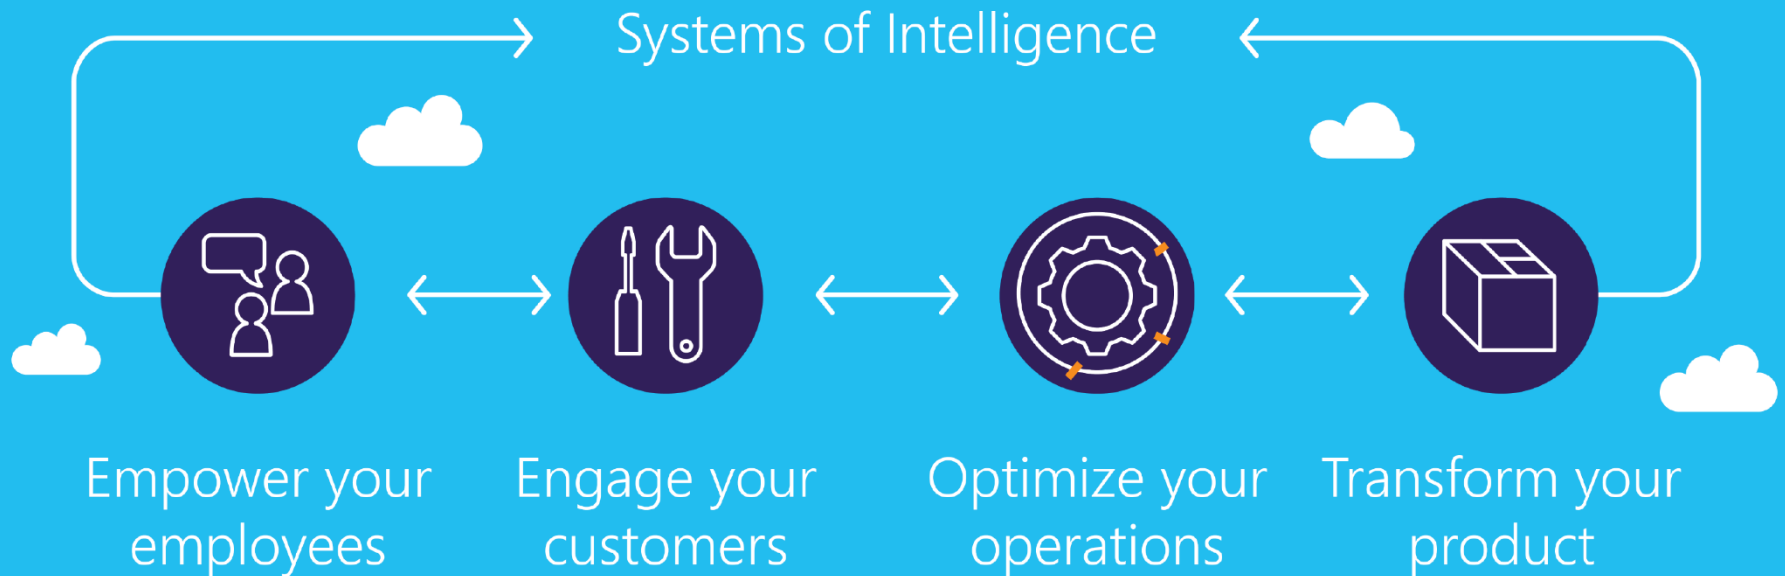 Systems of Intelligence
Empower your
employees
Engage your
customers
Optimize your
operations
Transform your
product